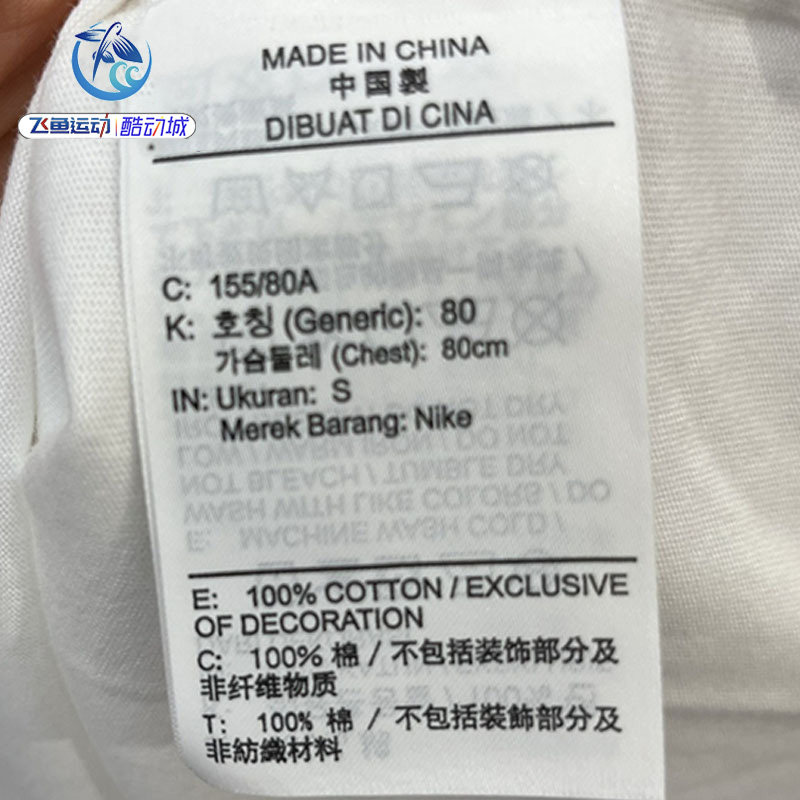 飞鱼运动|酷动城
MADE IN CHINA
中国製
DIBUAT DI CINA
C: 155/80A
K: 호칭 (Generic): 80
가슴둘레 (Chest): 80cm
IN: Ukuran: S
Merek Barang: Nike
E: 100% COTTON / EXCLUSIVE
OF DECORATION
C: 100% 棉 / 不包括装饰部分及
非纤维物质
T: 100% 棉 / 不包括裝飾部分及
非紡織材料